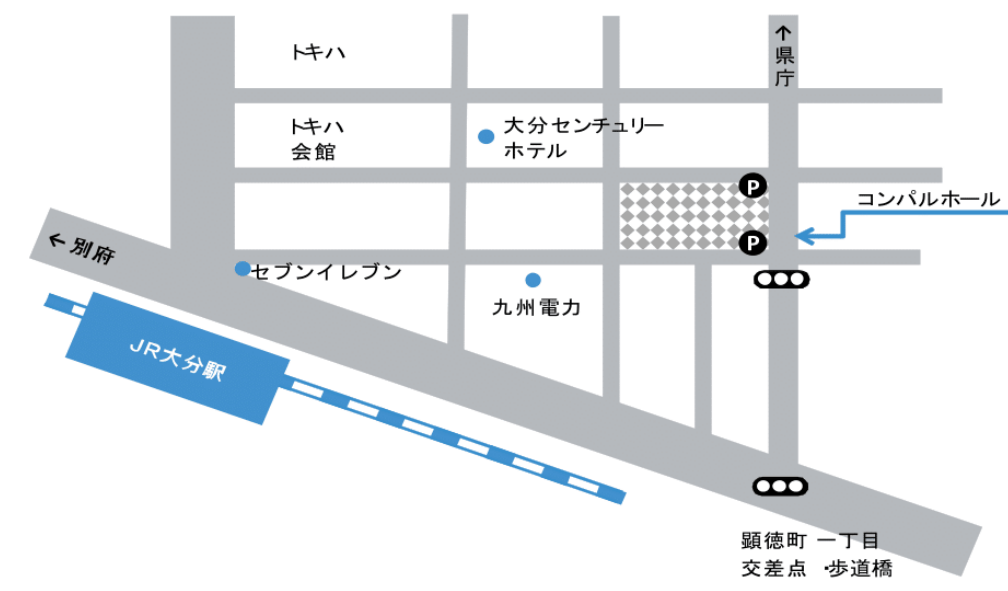 トキハ
↑県庁
トキハ
会館
大分センチュリー
ホテル
P
コンパルホール
P
← 別府
セブンイレブン
九州電力
JR大分駅
顕徳町 一丁目
交差点 ・歩道橋